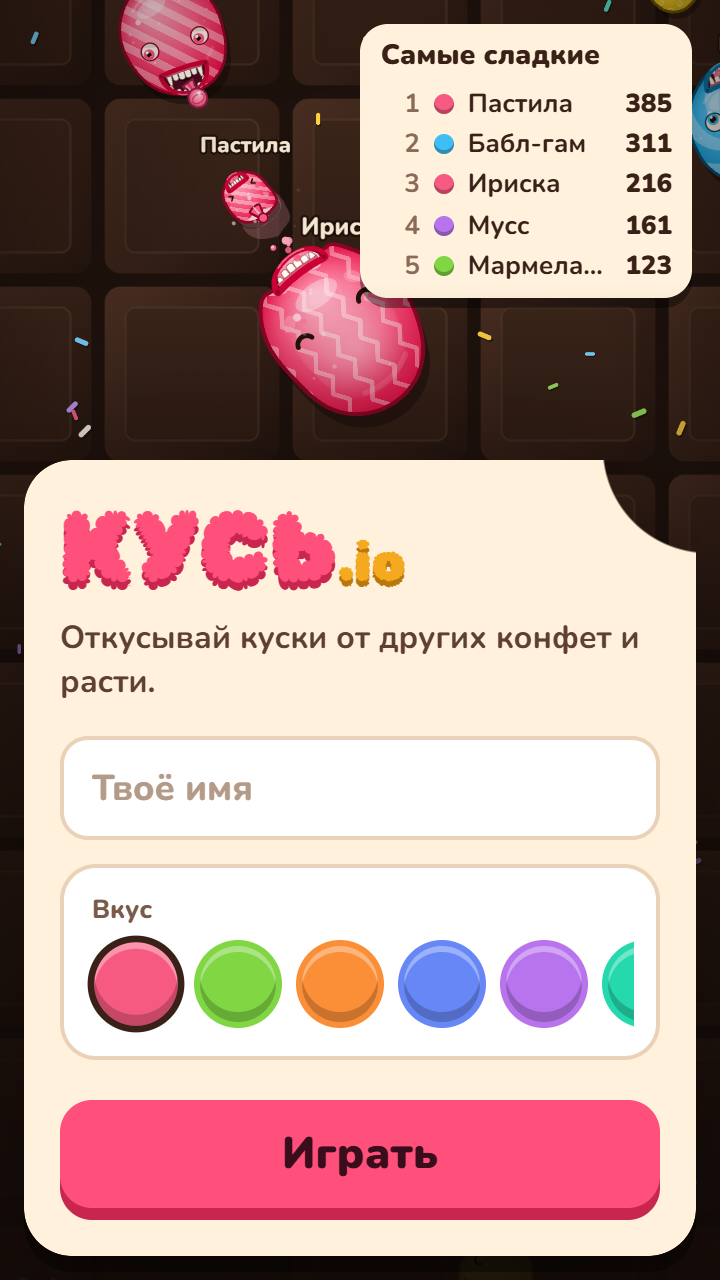 Самые сладкие
1 Пастила 385
2 Бабл-гам 311
3 Ириска 216
4 Мусс 161
5 Мармела... 123
Пастила
Ирис
кусь.io
Откусывай куски от других конфет и
расти.
Твоё имя
Вкус
Играть